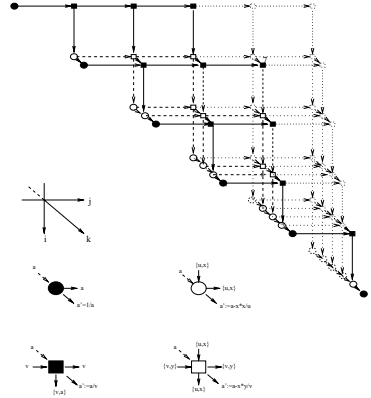 j
i
k
a
a
a'=1/a
a
{u,x}
{u,x}
a':=a-x*x/u
a
v
v
{v,a}
a':=a/v
a
{u,x}
{v,y}
{v,y}
{u,x}
a':=a-x*y/v